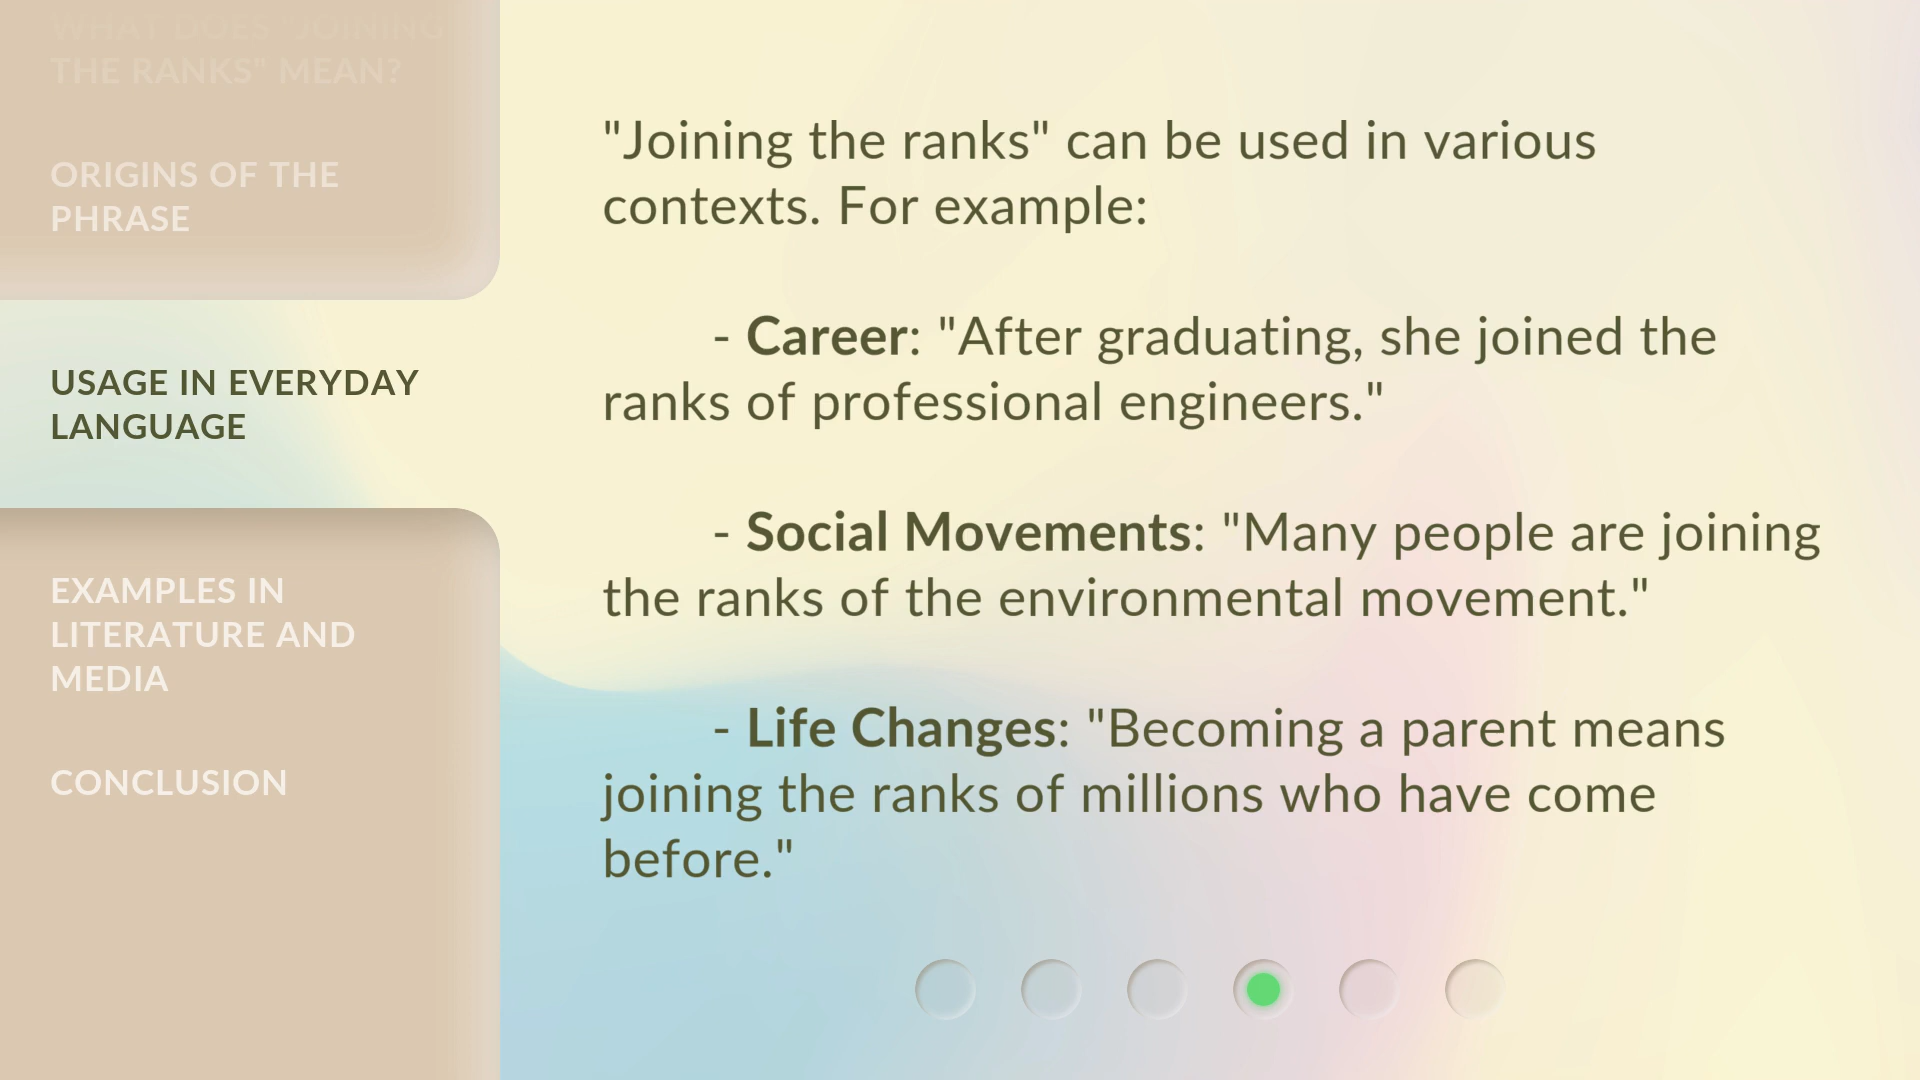 WHAT DOES "JOINING
THE RANKS" MEAN?
ORIGINS OF THE
PHRASE
USAGE IN EVERYDAY
LANGUAGE
EXAMPLES IN
LITERATURE AND
MEDIA
CONCLUSION
"Joining the ranks" can be used in various
contexts. For example:
- Career: "After graduating, she joined the
ranks of professional engineers."
- Social Movements: "Many people are joining
the ranks of the environmental movement."
- Life Changes: "Becoming a parent means
joining the ranks of millions who have come
before."